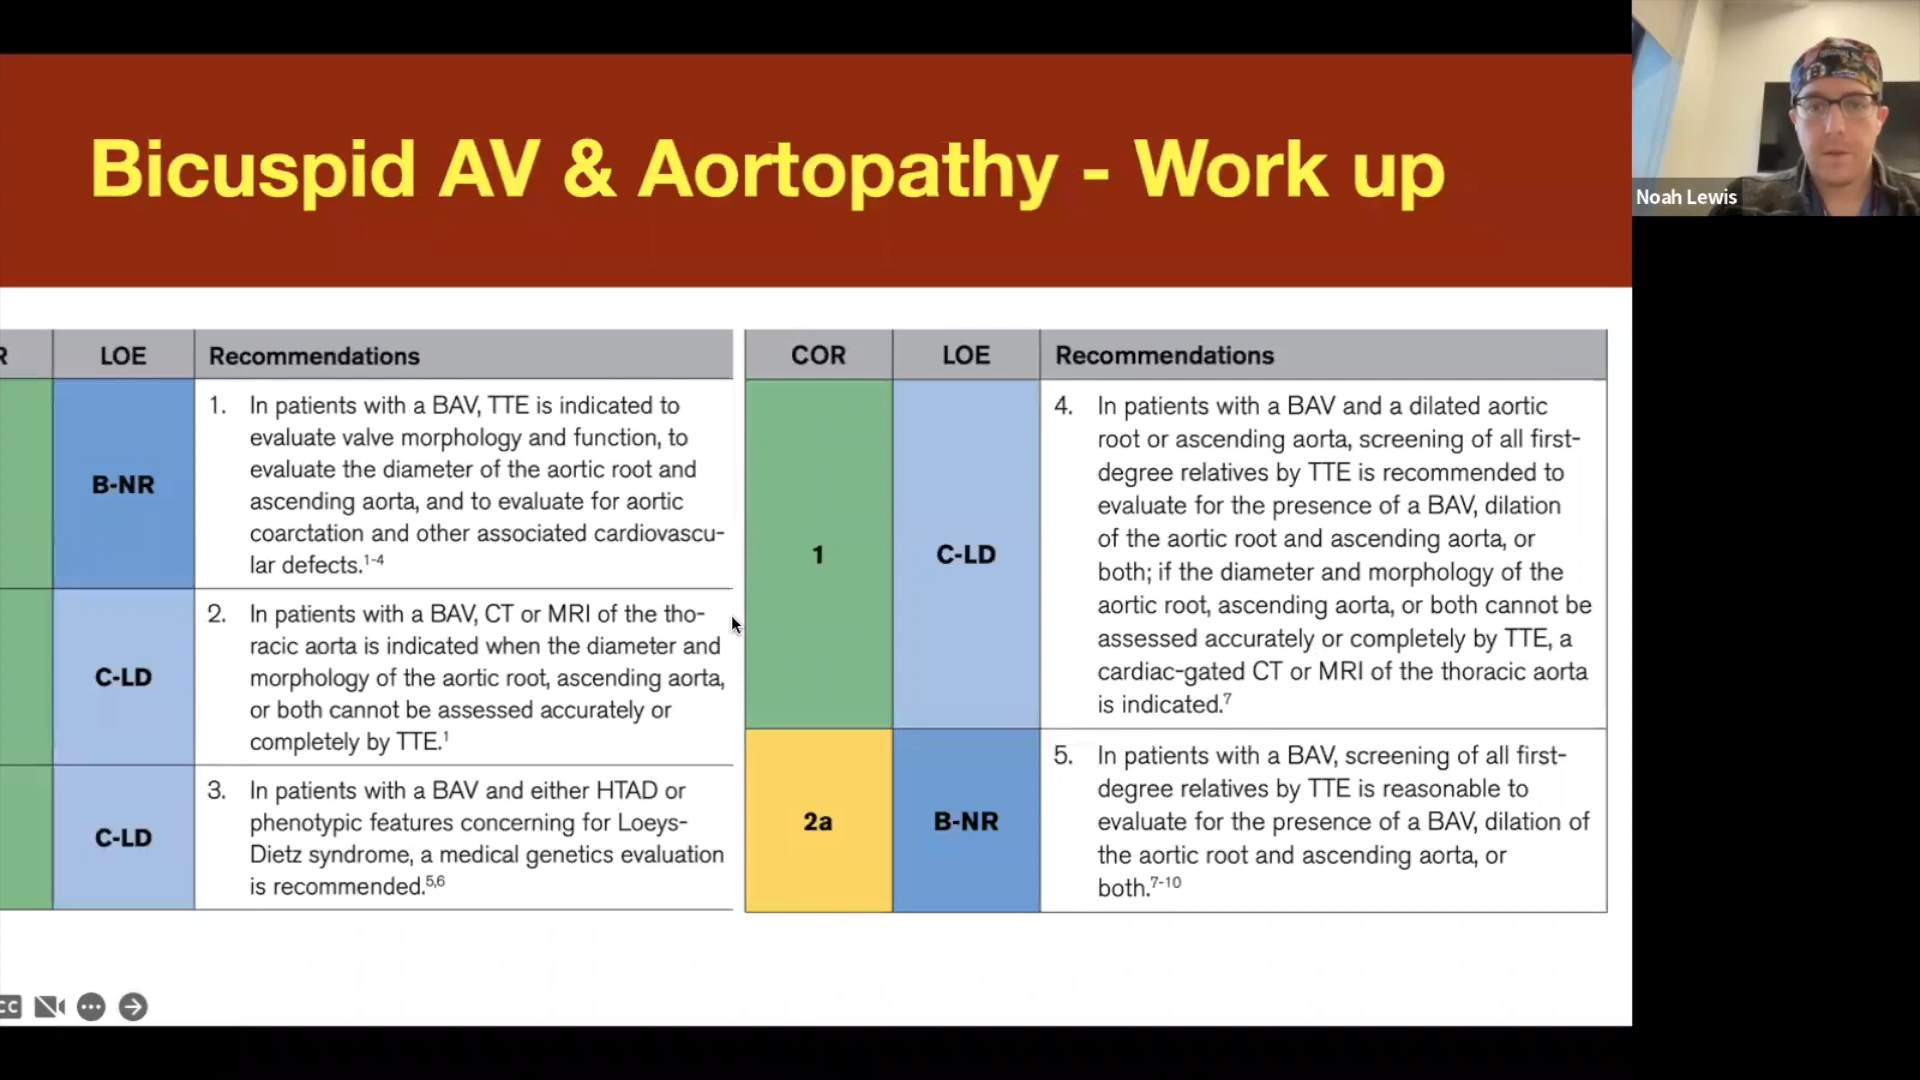 Bicuspid AV & Aortopathy - Work up
Noah Lewis
R
LOE
Recommendations
B-NR
1. In patients with a BAV, TTE is indicated to
evaluate valve morphology and function, to
evaluate the diameter of the aortic root and
ascending aorta, and to evaluate for aortic
coarctation and other associated cardiovascu-
lar defects.1-4
C-LD
2. In patients with a BAV, CT or MRI of the tho-
racic aorta is indicated when the diameter and
morphology of the aortic root, ascending aorta,
or both cannot be assessed accurately or
completely by TTE.1
C-LD
3. In patients with a BAV and either HTAD or
phenotypic features concerning for Loeys-
Dietz syndrome, a medical genetics evaluation
is recommended.5,6
COR
LOE
Recommendations
1
C-LD
4. In patients with a BAV and a dilated aortic
root or ascending aorta, screening of all first-
degree relatives by TTE is recommended to
evaluate for the presence of a BAV, dilation
of the aortic root and ascending aorta, or
both; if the diameter and morphology of the
aortic root, ascending aorta, or both cannot be
assessed accurately or completely by TTE, a
cardiac-gated CT or MRI of the thoracic aorta
is indicated.7
2a
B-NR
5. In patients with a BAV, screening of all first-
degree relatives by TTE is reasonable to
evaluate for the presence of a BAV, dilation of
the aortic root and ascending aorta, or
both.7-10
CC